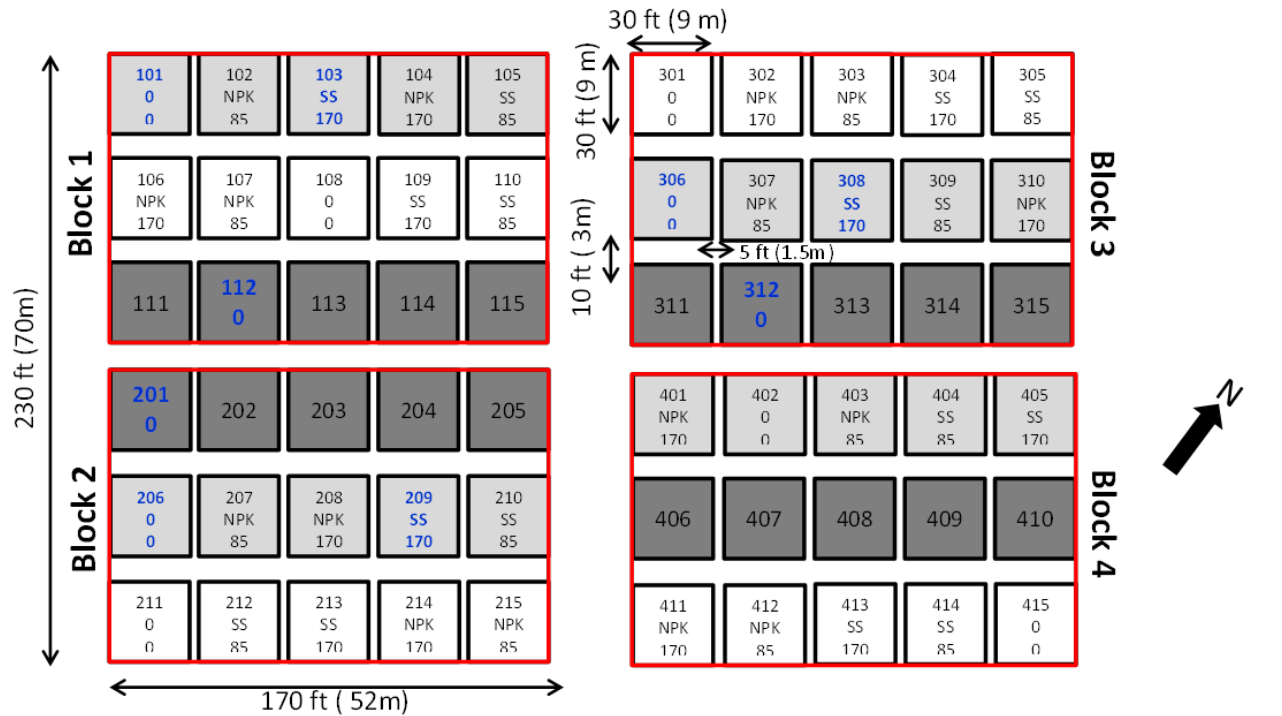 30 ft (9 m)
30 ft (9 m)
230 ft (70m)
Block 1
101
0
0
102
NPK
85
103
SS
170
104
NPK
170
105
SS
85
106
NPK
170
107
NPK
85
108
0
0
109
SS
170
110
SS
85
111
112
0
113
114
115
Block 3
301
0
0
302
NPK
170
303
NPK
85
304
SS
170
305
SS
85
306
0
0
307
NPK
85
308
SS
170
309
SS
85
310
NPK
170
10 ft ( 3m)
5 ft (1.5m)
311
312
0
313
314
315
Block 2
201
0
202
203
204
205
206
0
0
207
NPK
85
208
NPK
170
209
SS
170
210
SS
85
211
0
0
212
SS
85
213
SS
170
214
NPK
170
215
NPK
85
Block 4
401
NPK
170
402
0
0
403
NPK
85
404
SS
85
405
SS
170
406
407
408
409
410
411
NPK
170
412
NPK
85
413
SS
170
414
SS
85
415
0
0
N
170 ft ( 52m)